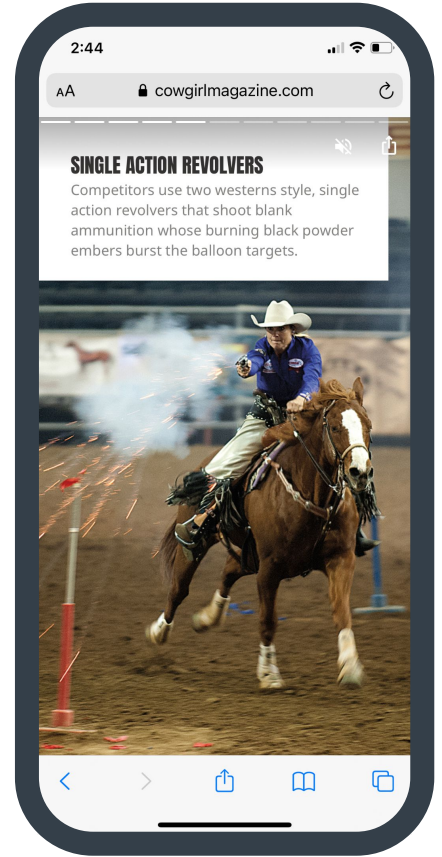 2:44
AA
cowgirlmagazine.com
SINGLE ACTION REVOLVERS
Competitors use two westerns style, single
action revolvers that shoot blank
ammunition whose burning black powder
embers burst the balloon targets.